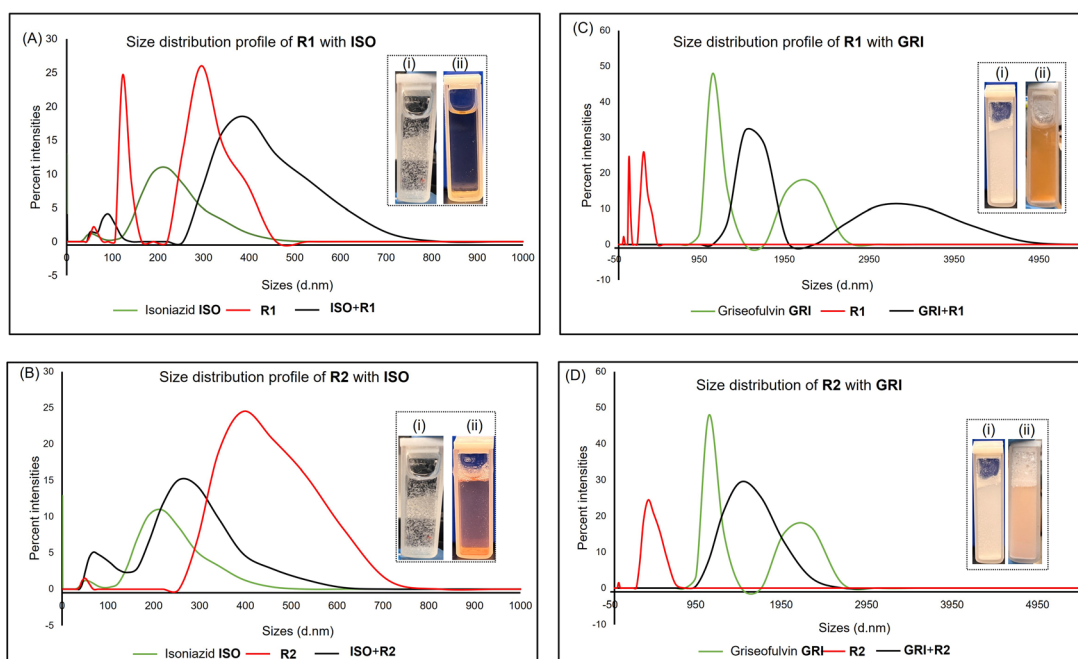 (A)
Size distribution profile of R1 with ISO
(i) (ii)
Percent intensities
30
25
20
15
10
5
0
-5
0 100 200 300 400 500 600 700 800 900 1000
Sizes (d.nm)
Isoniazid ISO R1 ISO+R1
(C)
Size distribution profile of R1 with GRI
(i) (ii)
Percent intensities
60
50
40
30
20
10
0
-10
-50 950 1950 2950 3950 4950
Sizes (d.nm)
Griseofulvin GRI R1 GRI+R1
(B)
Size distribution profile of R2 with ISO
(i) (ii)
Percent intensities
30
25
20
15
10
5
0
-5
0 100 200 300 400 500 600 700 800 900 1000
Sizes (d.nm)
Isoniazid ISO R2 ISO+R2
(D)
Size distribution of R2 with GRI
(i) (ii)
Percent intensities
60
50
40
30
20
10
0
-10
-50 950 1950 2950 3950 4950
Sizes (d.nm)
Griseofulvin GRI R2 GRI+R2